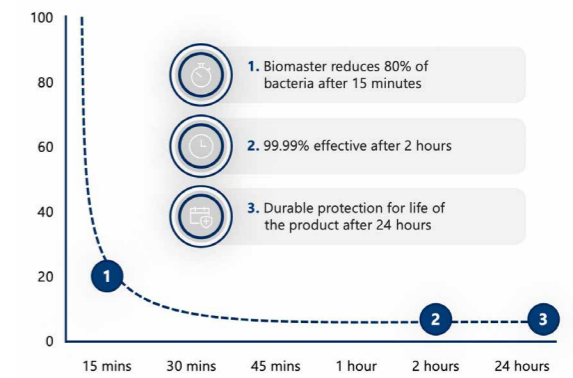 100
80
60
40
20
0
1. Biomaster reduces 80% of
bacteria after 15 minutes
2. 99.99% effective after 2 hours
3. Durable protection for life of
the product after 24 hours
1
2
3
15 mins
30 mins
45 mins
1 hour
2 hours
24 hours